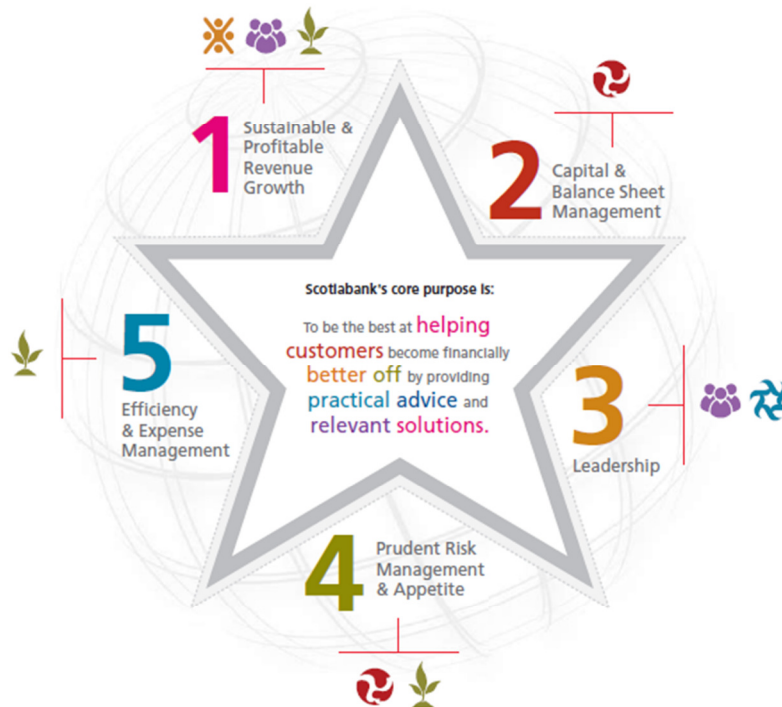 1
Sustainable &
Profitable
Revenue
Growth
2
Capital &
Balance Sheet
Management
Scotiabank's core purpose is:
To be the best at helping
customers become financially
better off by providing
practical advice and
relevant solutions.
3
Leadership
4
Prudent Risk
Management
& Appetite
5
Efficiency
& Expense
Management